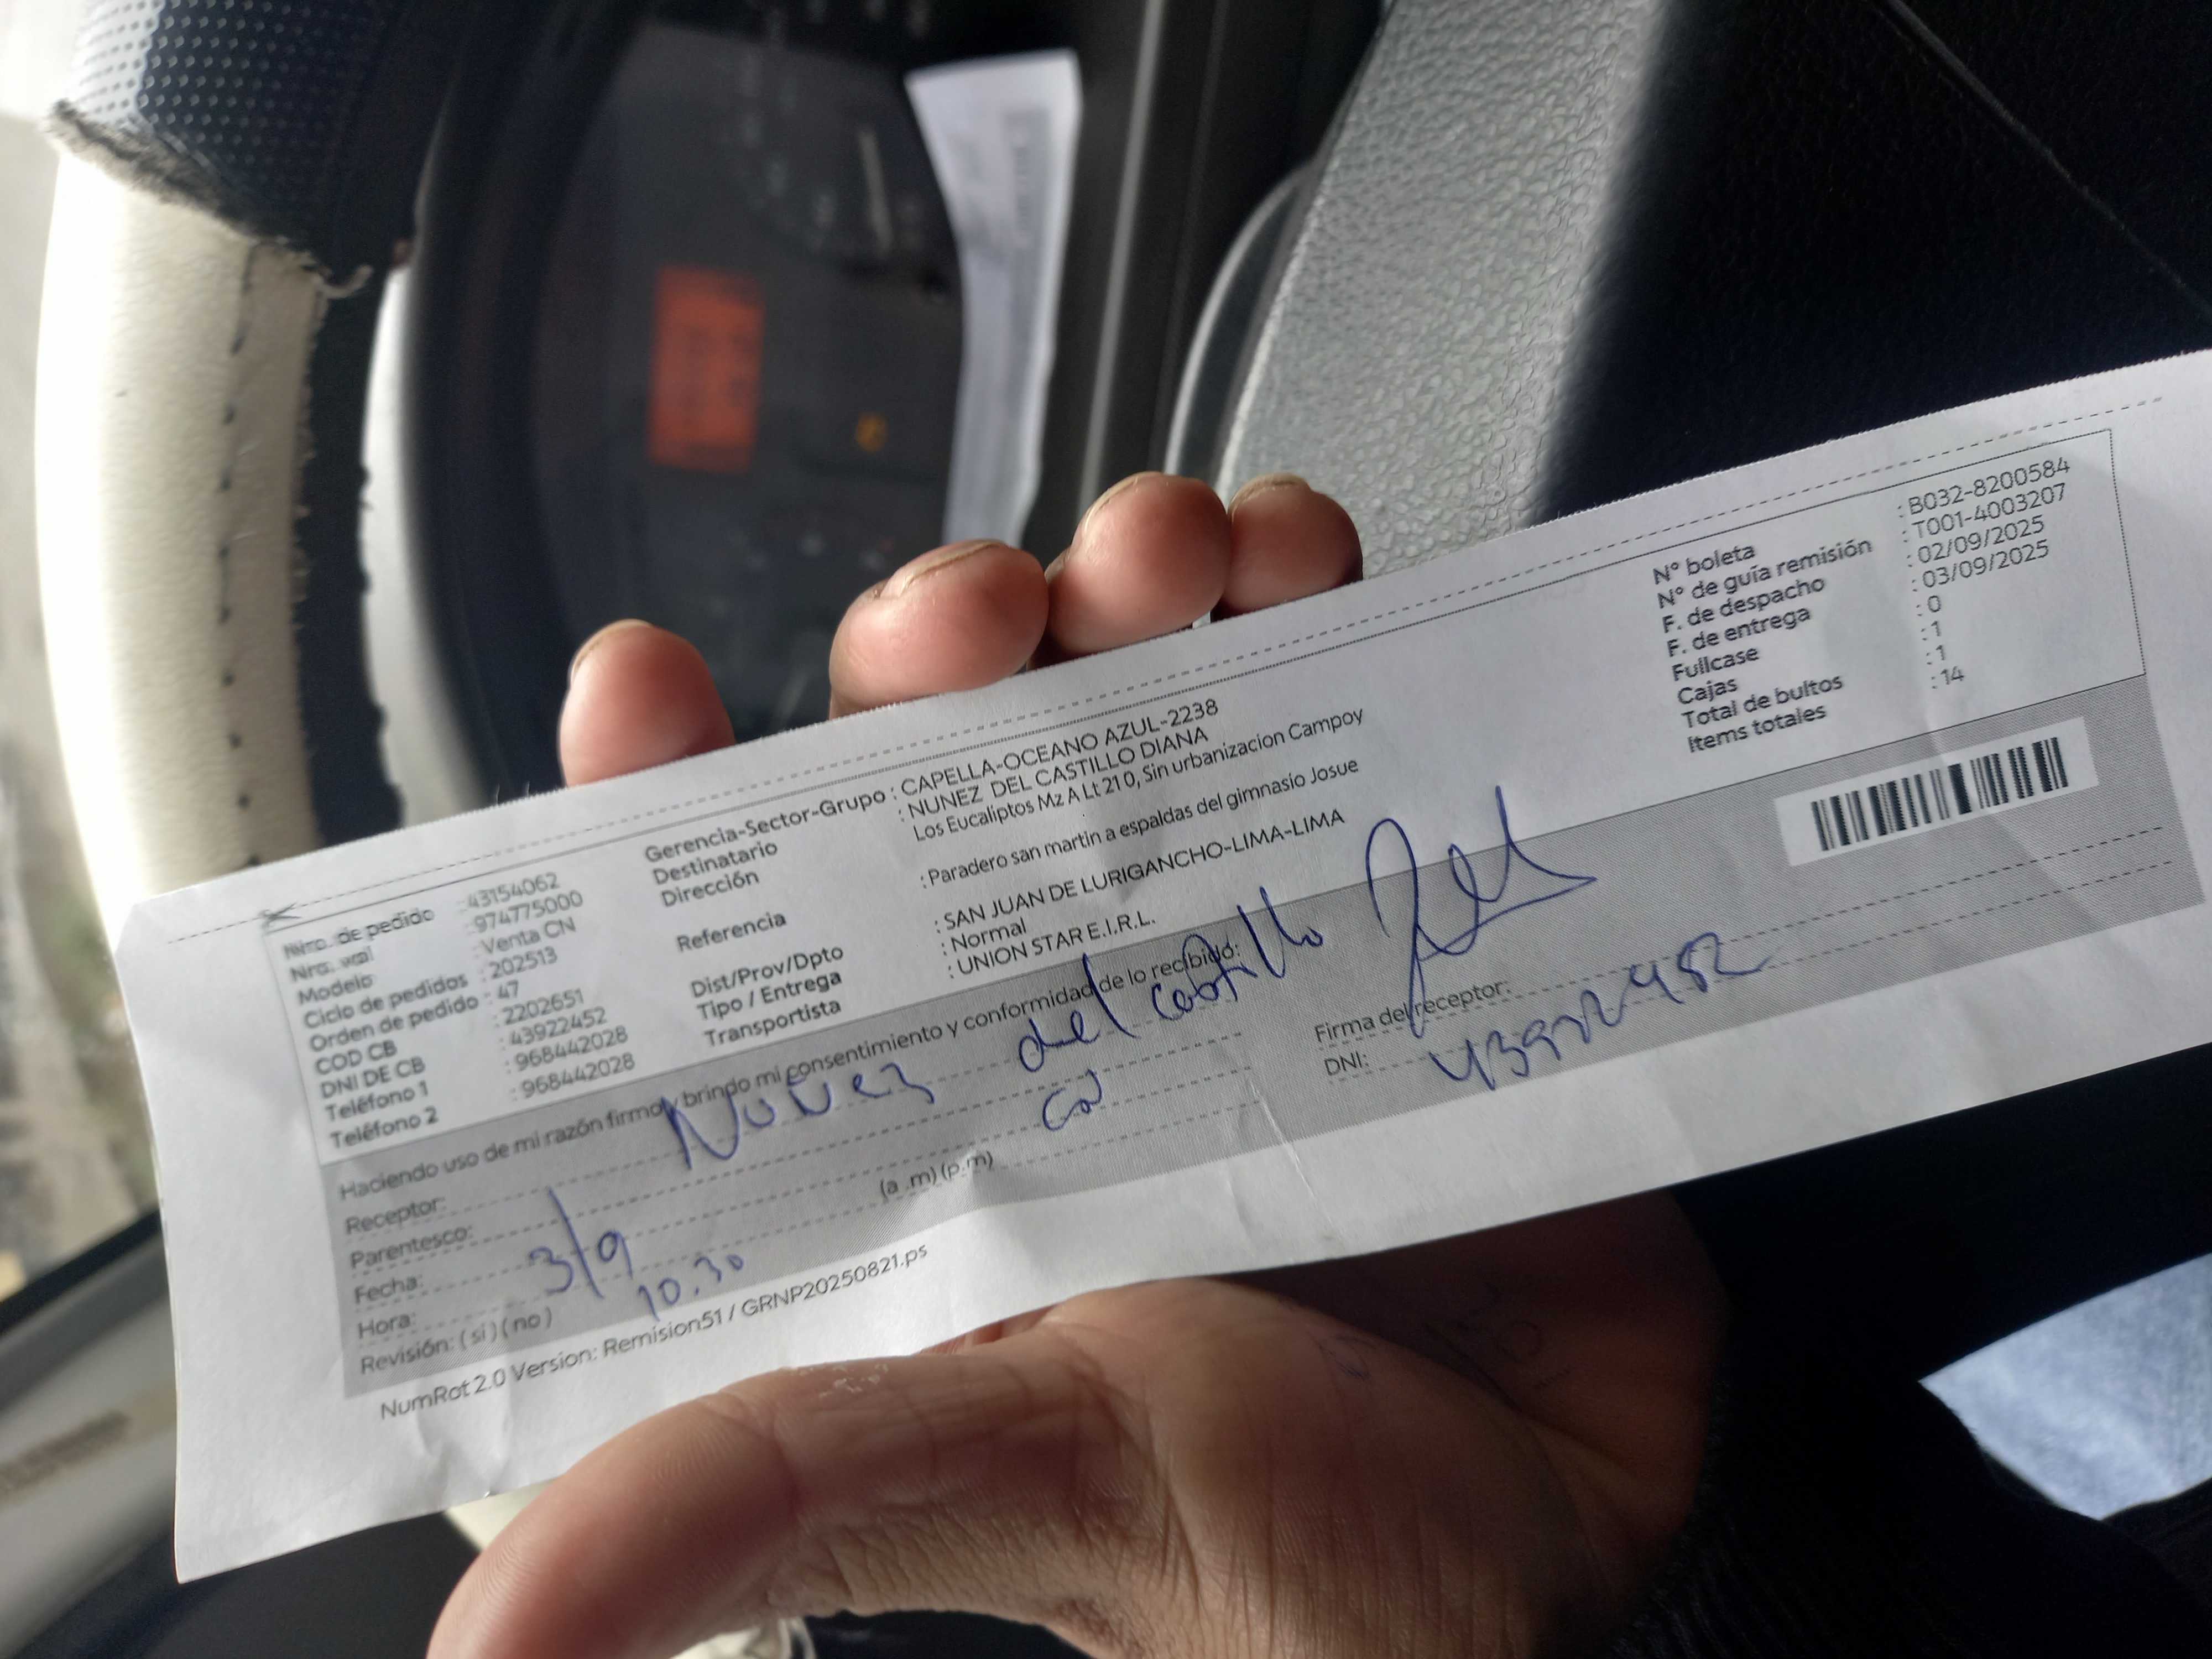 Nro. de pedido : 43154062
Nro. wal : 974775000
Modelo : Venta CN
Ciclo de pedidos : 202513
Orden de pedido : 47
COD CB : 2202651
DNI DE CB : 43922452
Teléfono 1 : 968442028
Teléfono 2 : 968442028
Gerencia-Sector-Grupo : CAPELLA-OCEANO AZUL-2238
Destinatario : NUNEZ DEL CASTILLO DIANA
Dirección Los Eucaliptos Mz A Lt 21 0, Sin urbanizacion Campoy
Referencia : Paradero san martin a espaldas del gimnasio Josue
Dist/Prov/Dpto : SAN JUAN DE LURIGANCHO-LIMA-LIMA
Tipo / Entrega : Normal
Transportista : UNION STAR E.I.R.L.
N° boleta : B032-8200584
N° de guía remisión : T001-4003207
F. de despacho : 02/09/2025
F. de entrega : 03/09/2025
Fullcase : 0
Cajas : 1
Total de bultos : 1
Items totales : 14
Haciendo uso de mi razón firmo y brindo mi consentimiento y conformidad de lo recibido:
Receptor: Nuñez del castillo
Parentesco:
Fecha: 3/9
Hora: 10:30 (a .m) (p.m)
Revisión: ( si ) ( no )
Firma del receptor:
DNI: 43922452
NumRot 2.0 Version: Remision51 / GRNP20250821.ps